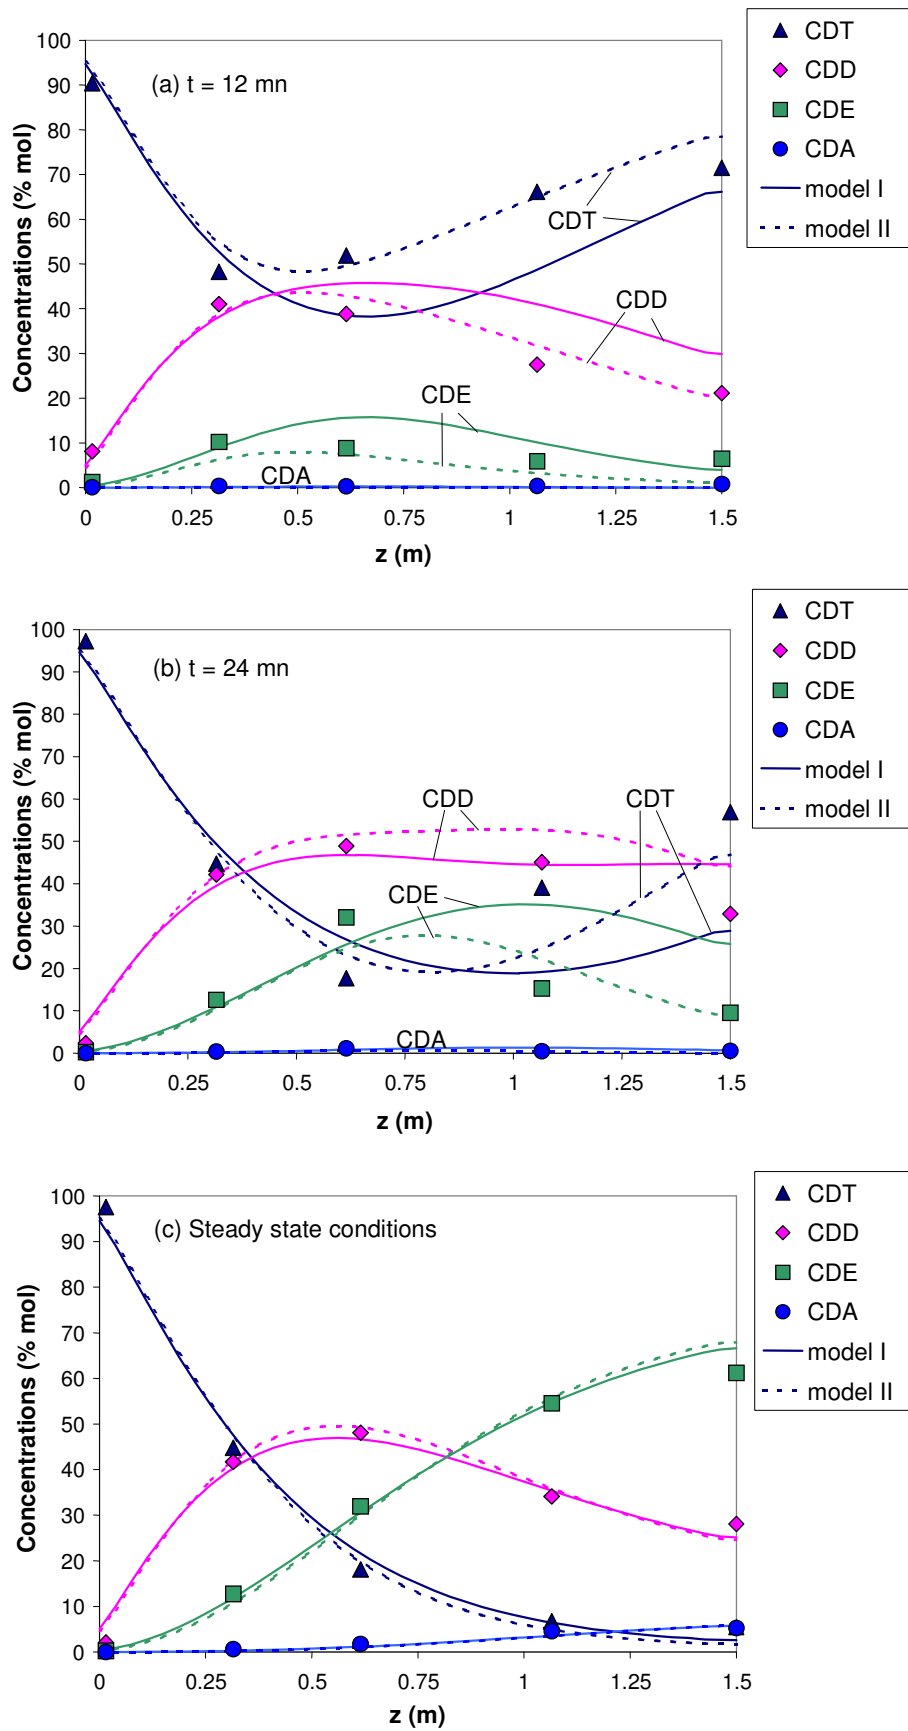 CDT
CDD
CDE
CDA
model I
model II
(a) t = 12 mn
Concentrations (% mol)
100
90
80
70
60
50
40
30
20
10
0
CDT
CDD
CDE
CDA
0 0.25 0.5 0.75 1 1.25 1.5
z (m)
CDT
CDD
CDE
CDA
model I
model II
(b) t = 24 mn
Concentrations (% mol)
100
90
80
70
60
50
40
30
20
10
0
CDD CDT
CDE
CDA
0 0.25 0.5 0.75 1 1.25 1.5
z (m)
CDT
CDD
CDE
CDA
model I
model II
(c) Steady state conditions
Concentrations (% mol)
100
90
80
70
60
50
40
30
20
10
0
0 0.25 0.5 0.75 1 1.25 1.5
z (m)